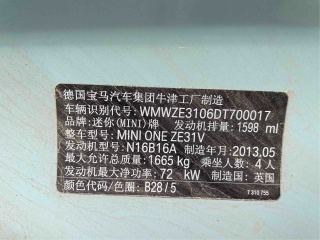 德国宝马汽车集团牛津工厂制造
车辆识别代号: WMWZE3106DT700017
品牌: 迷你(MINI)牌 发动机排量: 1598 ml
整车型号: MINI ONE ZE31V
发动机型号: N16B16A 制造年月: 2013.05
最大允许总质量: 1665 kg 乘坐人数: 4 人
发动机最大净功率: 72 kW 制造国: 英国
颜色代码/色圈: B28/5
7 310 755